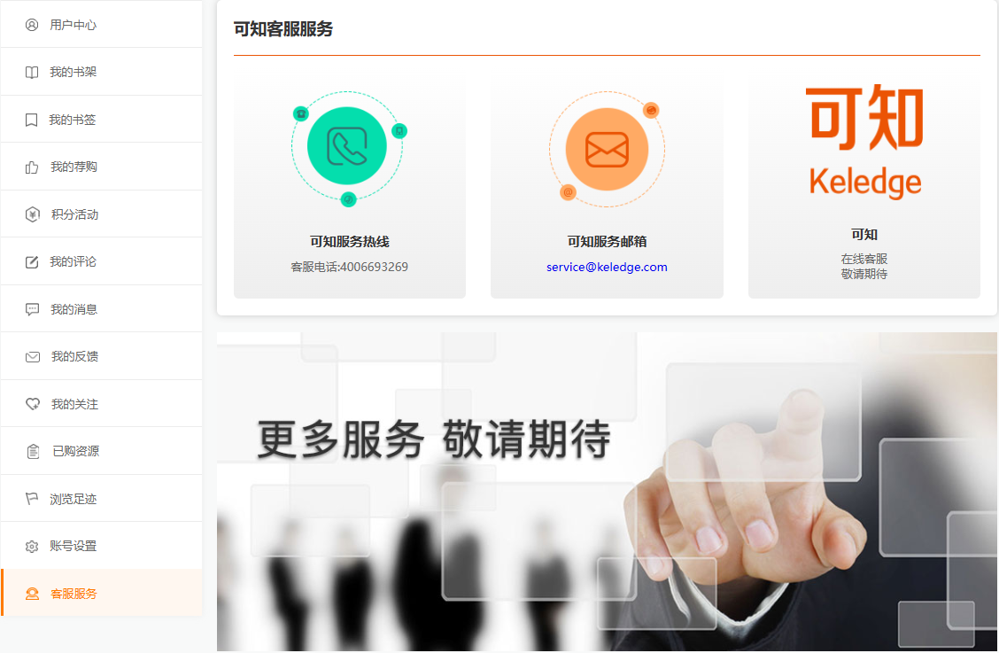 用户中心
我的书架
我的书签
我的荐购
积分活动
我的评论
我的消息
我的反馈
我的关注
已购资源
浏览足迹
账号设置
客服服务
可知客服服务
可知服务热线
客服电话:4006693269
可知服务邮箱
service@keledge.com
可知
Keledge
可知
在线客服
敬请期待
更多服务 敬请期待